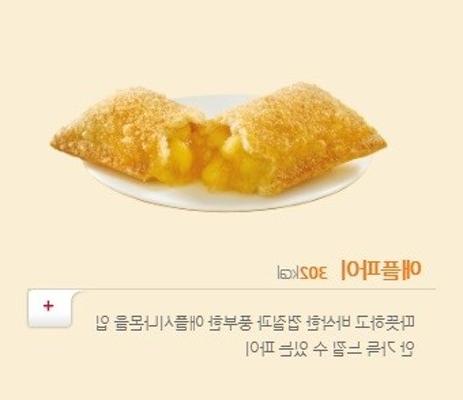 애플파이 302kcal
따뜻하고 바삭한 껍질과 풍부한 애플시나몬을 입
안 가득 느낄 수 있는 파이